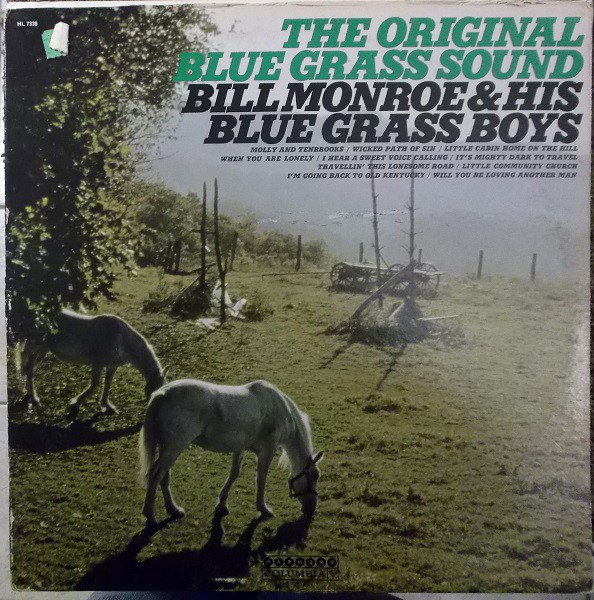 HL 7338
THE ORIGINAL
BLUE GRASS SOUND
BILL MONROE & HIS
BLUE GRASS BOYS
MOLLY AND TENBROOKS / WICKED PATH OF SIN / LITTLE CABIN HOME ON THE HILL
WHEN YOU ARE LONELY / I HEAR A SWEET VOICE CALLING / IT'S MIGHTY DARK TO TRAVEL
TRAVELLIN' THIS LONESOME ROAD / LITTLE COMMUNITY CHURCH
I'M GOING BACK TO OLD KENTUCKY / WILL YOU BE LOVING ANOTHER MAN
HARMONY
COLUMBIA